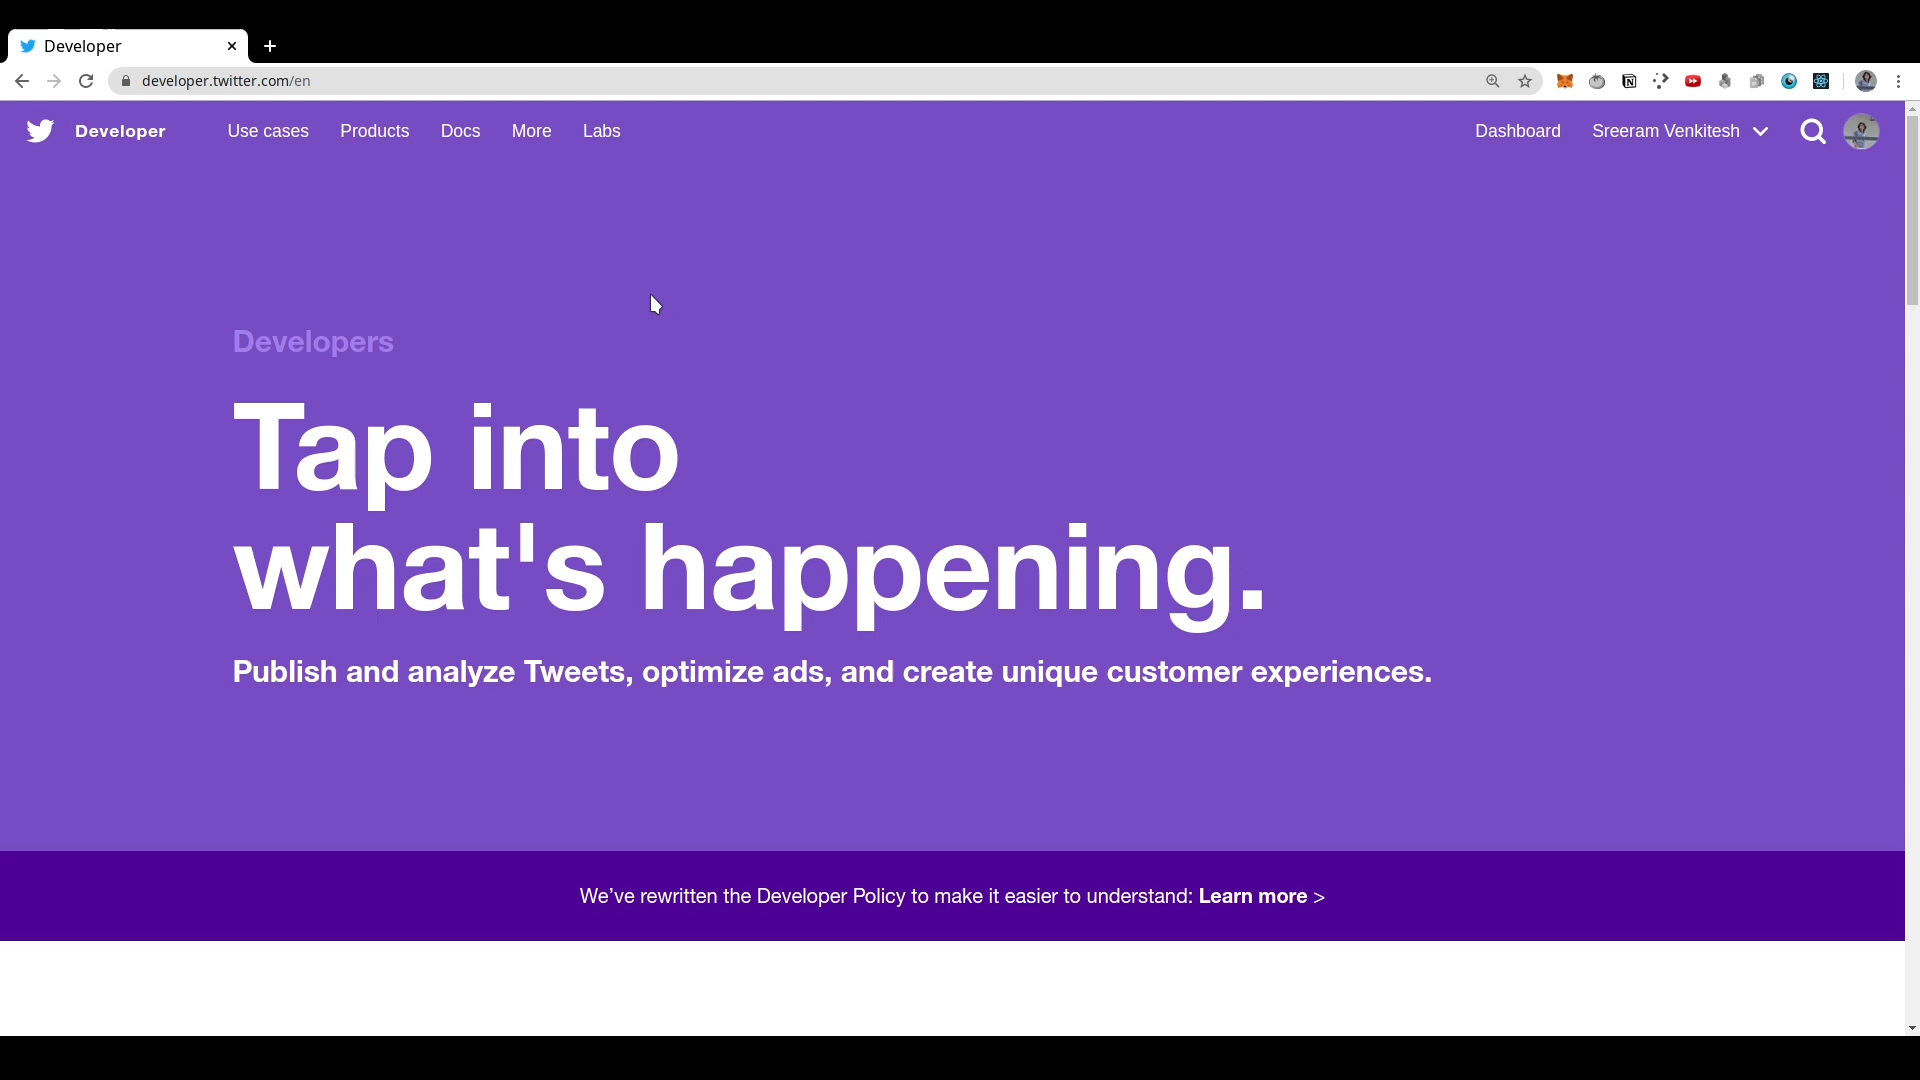 Developer
developer.twitter.com/en
Developer
Use cases
Products
Docs
More
Labs
Dashboard
Sreeram Venkitesh
Developers
Tap into
what's happening.
Publish and analyze Tweets, optimize ads, and create unique customer experiences.
We’ve rewritten the Developer Policy to make it easier to understand: Learn more >